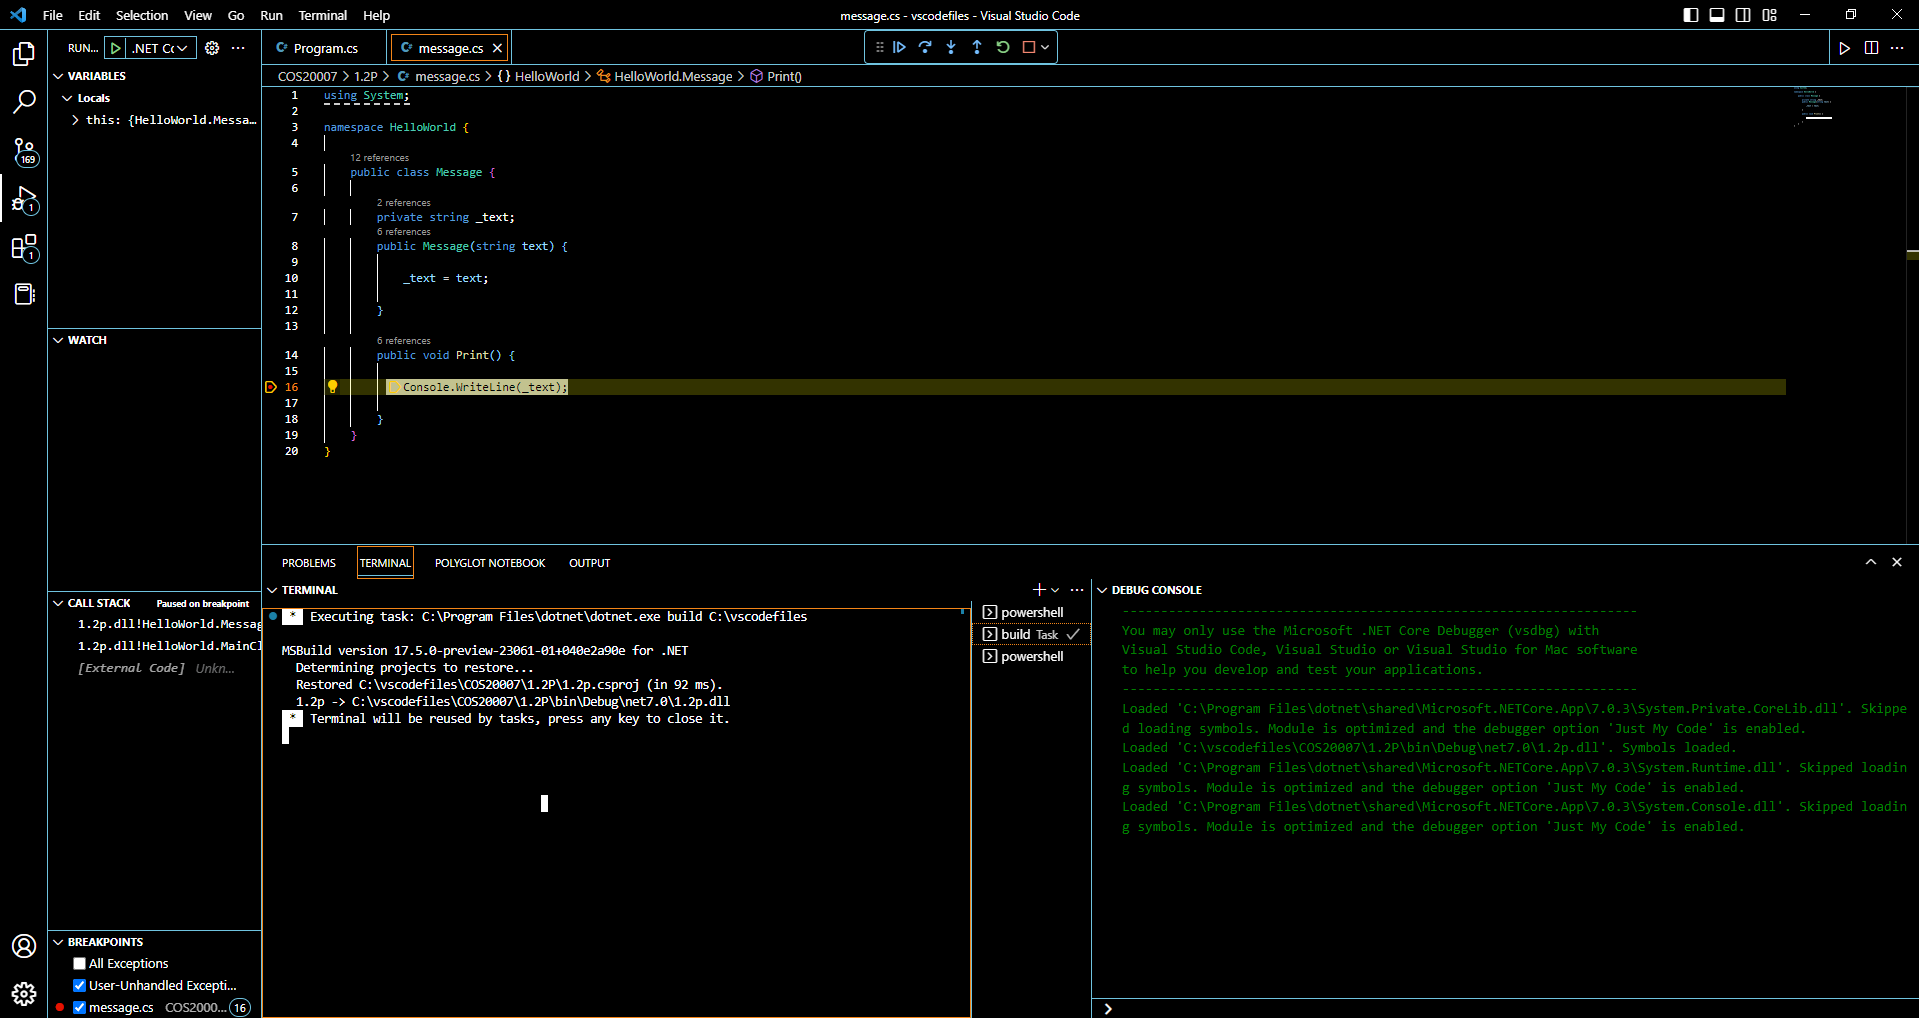 File Edit Selection View Go Run Terminal Help
message.cs - vscodefiles - Visual Studio Code
RUN... .NET Cc
Program.cs
message.cs
COS20007 > 1.2P > message.cs > {} HelloWorld > HelloWorld.Message > Print()
VARIABLES
Locals
this: {HelloWorld.Messa...
169
1
1
WATCH
CALL STACK Paused on breakpoint
1.2p.dll!HelloWorld.Messag
1.2p.dll!HelloWorld.MainCl
[External Code] Unkn...
BREAKPOINTS
All Exceptions
User-Unhandled Excepti...
message.cs COS2000... 16
1 using System;
2
3 namespace HelloWorld {
4
12 references
5 public class Message {
6
2 references
7 private string _text;
6 references
8 public Message(string text) {
9
10 _text = text;
11
12 }
13
6 references
14 public void Print() {
15
16 Console.WriteLine(_text);
17
18 }
19 }
20 }
PROBLEMS TERMINAL POLYGLOT NOTEBOOK OUTPUT
TERMINAL
* Executing task: C:\Program Files\dotnet\dotnet.exe build C:\vscodefiles
MSBuild version 17.5.0-preview-23061-01+040e2a90e for .NET
Determining projects to restore...
Restored C:\vscodefiles\COS20007\1.2P\1.2p.csproj (in 92 ms).
1.2p -> C:\vscodefiles\COS20007\1.2P\bin\Debug\net7.0\1.2p.dll
* Terminal will be reused by tasks, press any key to close it.
powershell
build Task
powershell
DEBUG CONSOLE
-------------------------------------------------------------------
You may only use the Microsoft .NET Core Debugger (vsdbg) with
Visual Studio Code, Visual Studio or Visual Studio for Mac software
to help you develop and test your applications.
-------------------------------------------------------------------
Loaded 'C:\Program Files\dotnet\shared\Microsoft.NETCore.App\7.0.3\System.Private.CoreLib.dll'. Skippe
d loading symbols. Module is optimized and the debugger option 'Just My Code' is enabled.
Loaded 'C:\vscodefiles\COS20007\1.2P\bin\Debug\net7.0\1.2p.dll'. Symbols loaded.
Loaded 'C:\Program Files\dotnet\shared\Microsoft.NETCore.App\7.0.3\System.Runtime.dll'. Skipped loadin
g symbols. Module is optimized and the debugger option 'Just My Code' is enabled.
Loaded 'C:\Program Files\dotnet\shared\Microsoft.NETCore.App\7.0.3\System.Console.dll'. Skipped loadin
g symbols. Module is optimized and the debugger option 'Just My Code' is enabled.